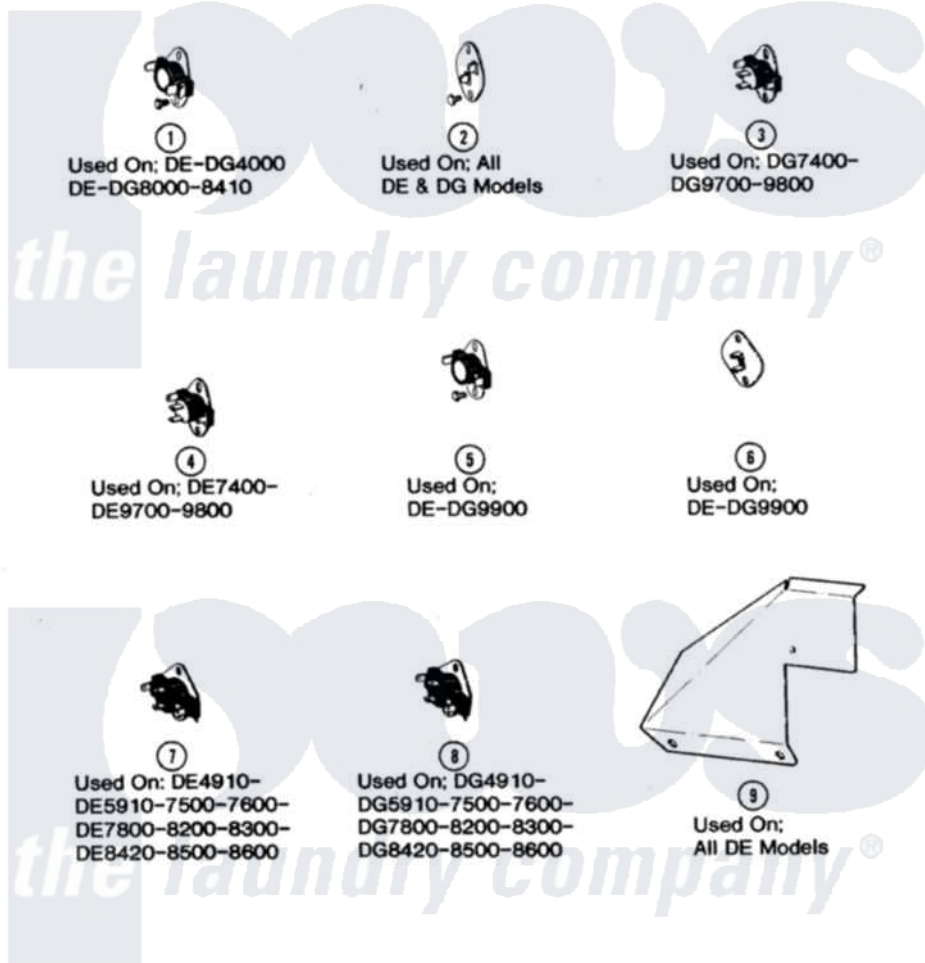 1
Used On; DE-DG4000
DE-DG8000-8410
2
Used On; All
DE & DG Models
3
Used On; DG7400-
DG9700-9800
the laundry company®
4
Used On; DE7400-
DE9700-9800
5
Used On;
DE-DG9900
6
Used On;
DE-DG9900
7
Used On: DE4910-
DE5910-7500-7600-
DE7800-8200-8300-
DE8420-8500-8600
8
Used On; DG4910-
DG5910-7500-7600-
DG7800-8200-8300-
DG8420-8500-8600
9
Used On;
All DE Models
the laundry company®